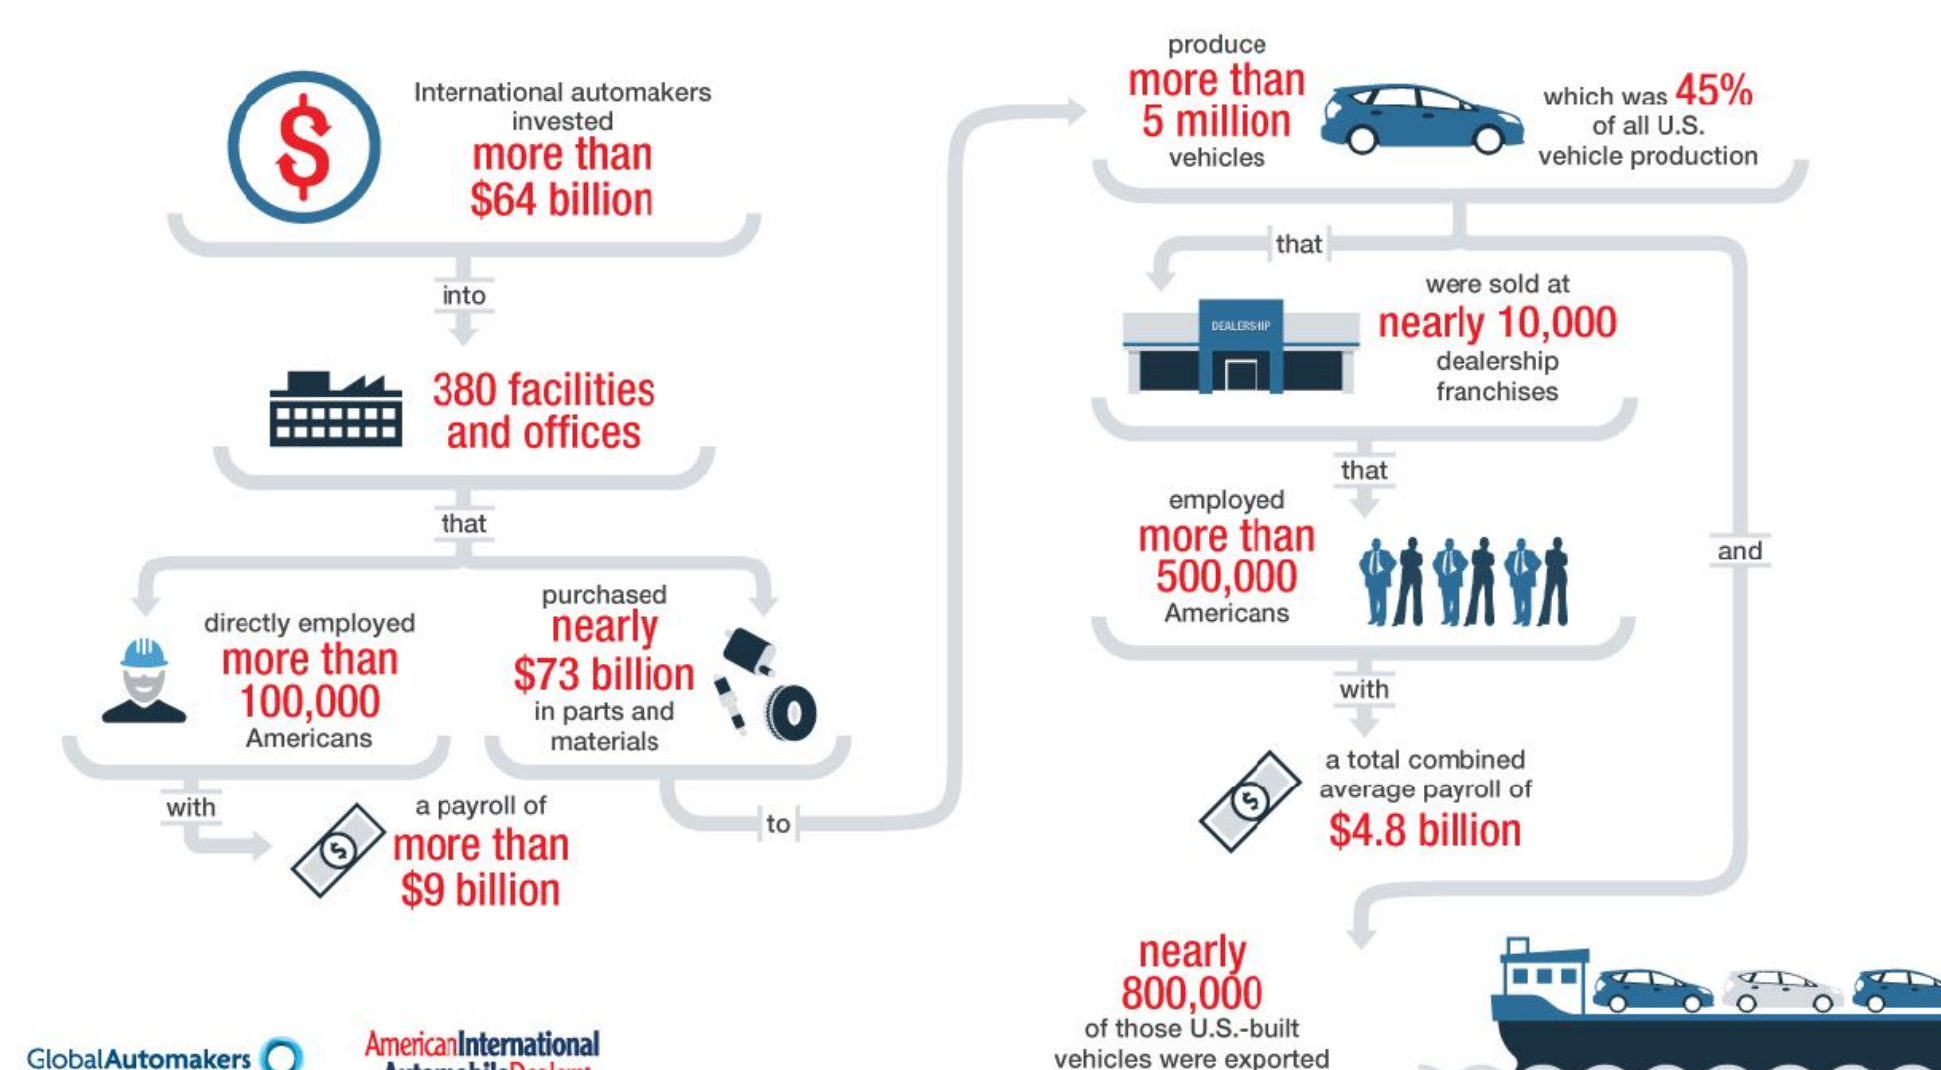 International automakers
invested
more than
$64 billion
into
380 facilities
and offices
that
directly employed
more than
100,000
Americans
with
a payroll of
more than
$9 billion
purchased
nearly
$73 billion
in parts and
materials
to
produce
more than
5 million
vehicles
which was 45%
of all U.S.
vehicle production
that
DEALERSHIP
were sold at
nearly 10,000
dealership
franchises
that
employed
more than
500,000
Americans
with
a total combined
average payroll of
$4.8 billion
and
nearly
800,000
of those U.S.-built
vehicles were exported
GlobalAutomakers
AmericanInternational
AutomobileDealers